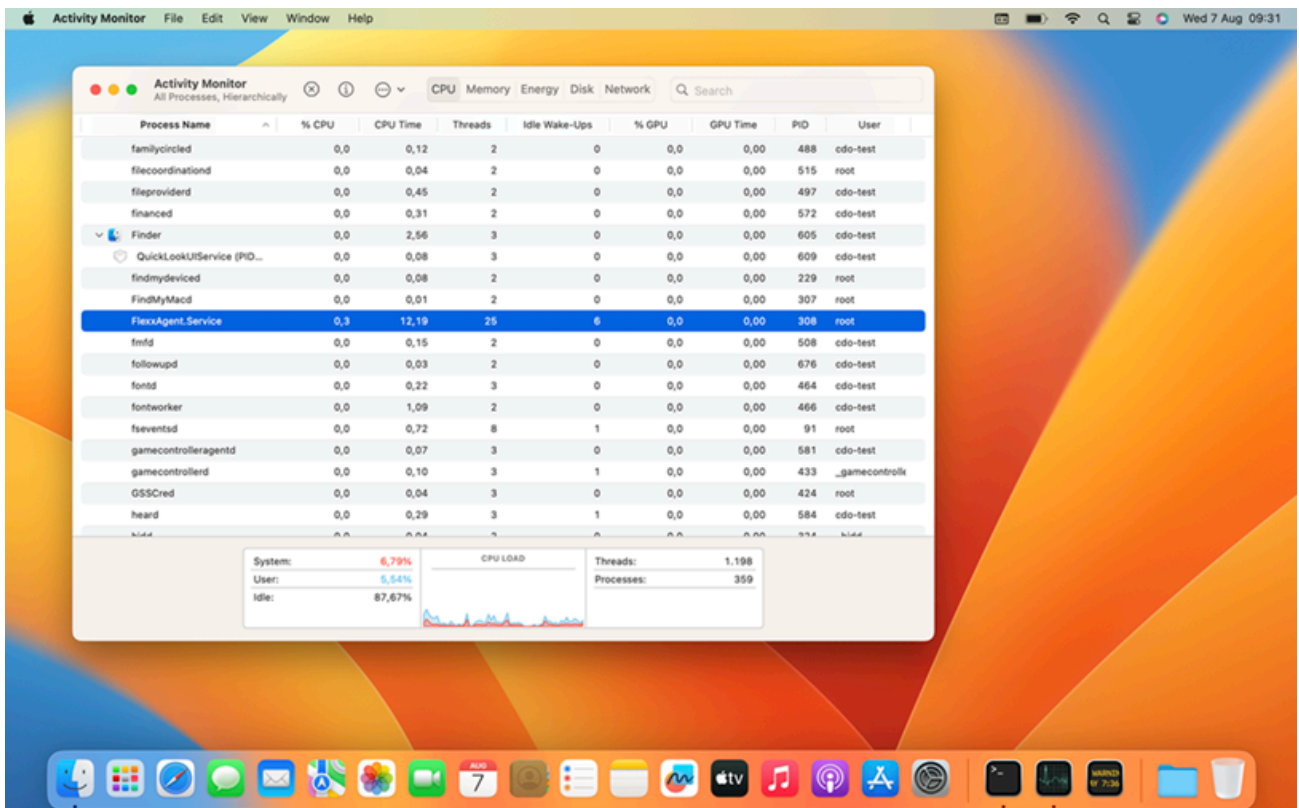 Activity Monitor File Edit View Window Help Wed 7 Aug 09:31
Activity Monitor
All Processes, Hierarchically
CPU Memory Energy Disk Network Search
Process Name % CPU CPU Time Threads Idle Wake-Ups % GPU GPU Time PID User
familycircled 0,0 0,12 2 0 0,0 0,00 488 cdo-test
filecoordinationd 0,0 0,04 2 0 0,0 0,00 515 root
fileproviderd 0,0 0,45 2 0 0,0 0,00 497 cdo-test
financed 0,0 0,31 2 0 0,0 0,00 572 cdo-test
Finder 0,0 2,56 3 0 0,0 0,00 605 cdo-test
QuickLookUIService (PID... 0,0 0,08 3 0 0,0 0,00 609 cdo-test
findmydeviced 0,0 0,08 2 0 0,0 0,00 229 root
FindMyMacd 0,0 0,01 2 0 0,0 0,00 307 root
FlexxAgent.Service 0,3 12,19 25 6 0,0 0,00 308 root
fmfd 0,0 0,15 2 0 0,0 0,00 508 cdo-test
followupd 0,0 0,03 2 0 0,0 0,00 676 cdo-test
fontd 0,0 0,22 3 0 0,0 0,00 464 cdo-test
fontworker 0,0 1,09 2 0 0,0 0,00 466 cdo-test
fseventsd 0,0 0,72 8 1 0,0 0,00 91 root
gamecontrolleragentd 0,0 0,07 3 0 0,0 0,00 581 cdo-test
gamecontrollerd 0,0 0,10 3 1 0,0 0,00 433 _gamecontrolle
GSSCred 0,0 0,04 3 0 0,0 0,00 424 root
heard 0,0 0,29 3 1 0,0 0,00 584 cdo-test
System: 6,79% CPU LOAD Threads: 1.198
User: 5,54% Processes: 359
Idle: 87,67%
AUG
7
tv